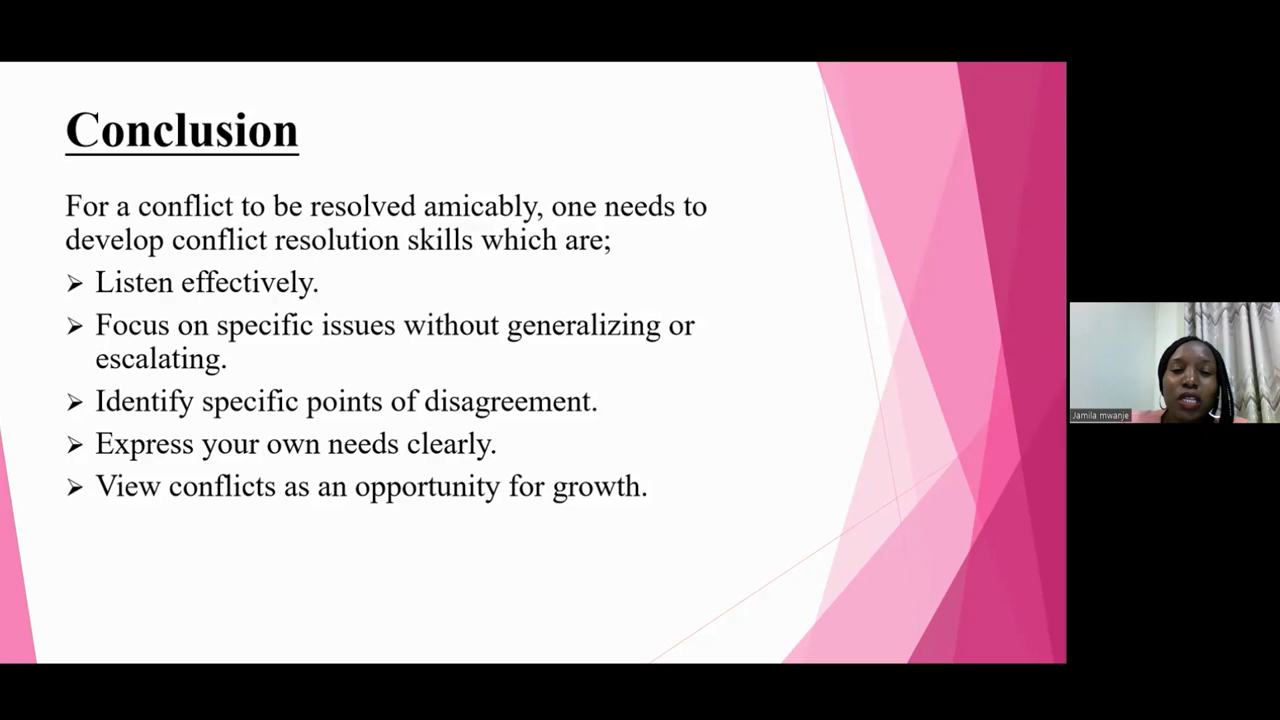 Conclusion
For a conflict to be resolved amicably, one needs to
develop conflict resolution skills which are;
➢ Listen effectively.
➢ Focus on specific issues without generalizing or
escalating.
➢ Identify specific points of disagreement.
➢ Express your own needs clearly.
➢ View conflicts as an opportunity for growth.
Jamila mwanje